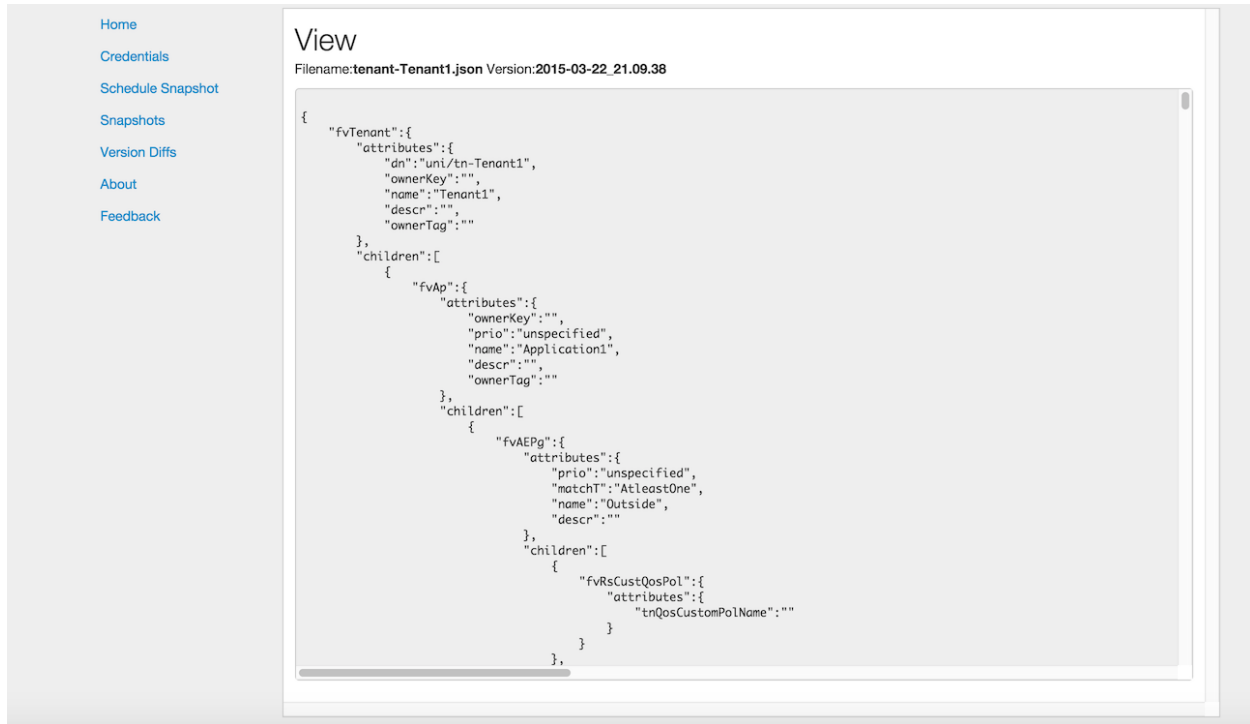 Home
Credentials
Schedule Snapshot
Snapshots
Version Diffs
About
Feedback
View
Filename:tenant-Tenant1.json Version:2015-03-22_21.09.38
{
    "fvTenant":{
        "attributes":{
            "dn":"uni/tn-Tenant1",
            "ownerKey":"",
            "name":"Tenant1",
            "descr":"",
            "ownerTag":""
        },
        "children":[
            {
                "fvAp":{
                    "attributes":{
                        "ownerKey":"",
                        "prio":"unspecified",
                        "name":"Application1",
                        "descr":"",
                        "ownerTag":""
                    },
                    "children":[
                        {
                            "fvAEPg":{
                                "attributes":{
                                    "prio":"unspecified",
                                    "matchT":"AtleastOne",
                                    "name":"Outside",
                                    "descr":""
                                },
                                "children":[
                                    {
                                        "fvRsCustQosPol":{
                                            "attributes":{
                                                "tnQosCustomPolName":""
                                            }
                                        }
                                    },